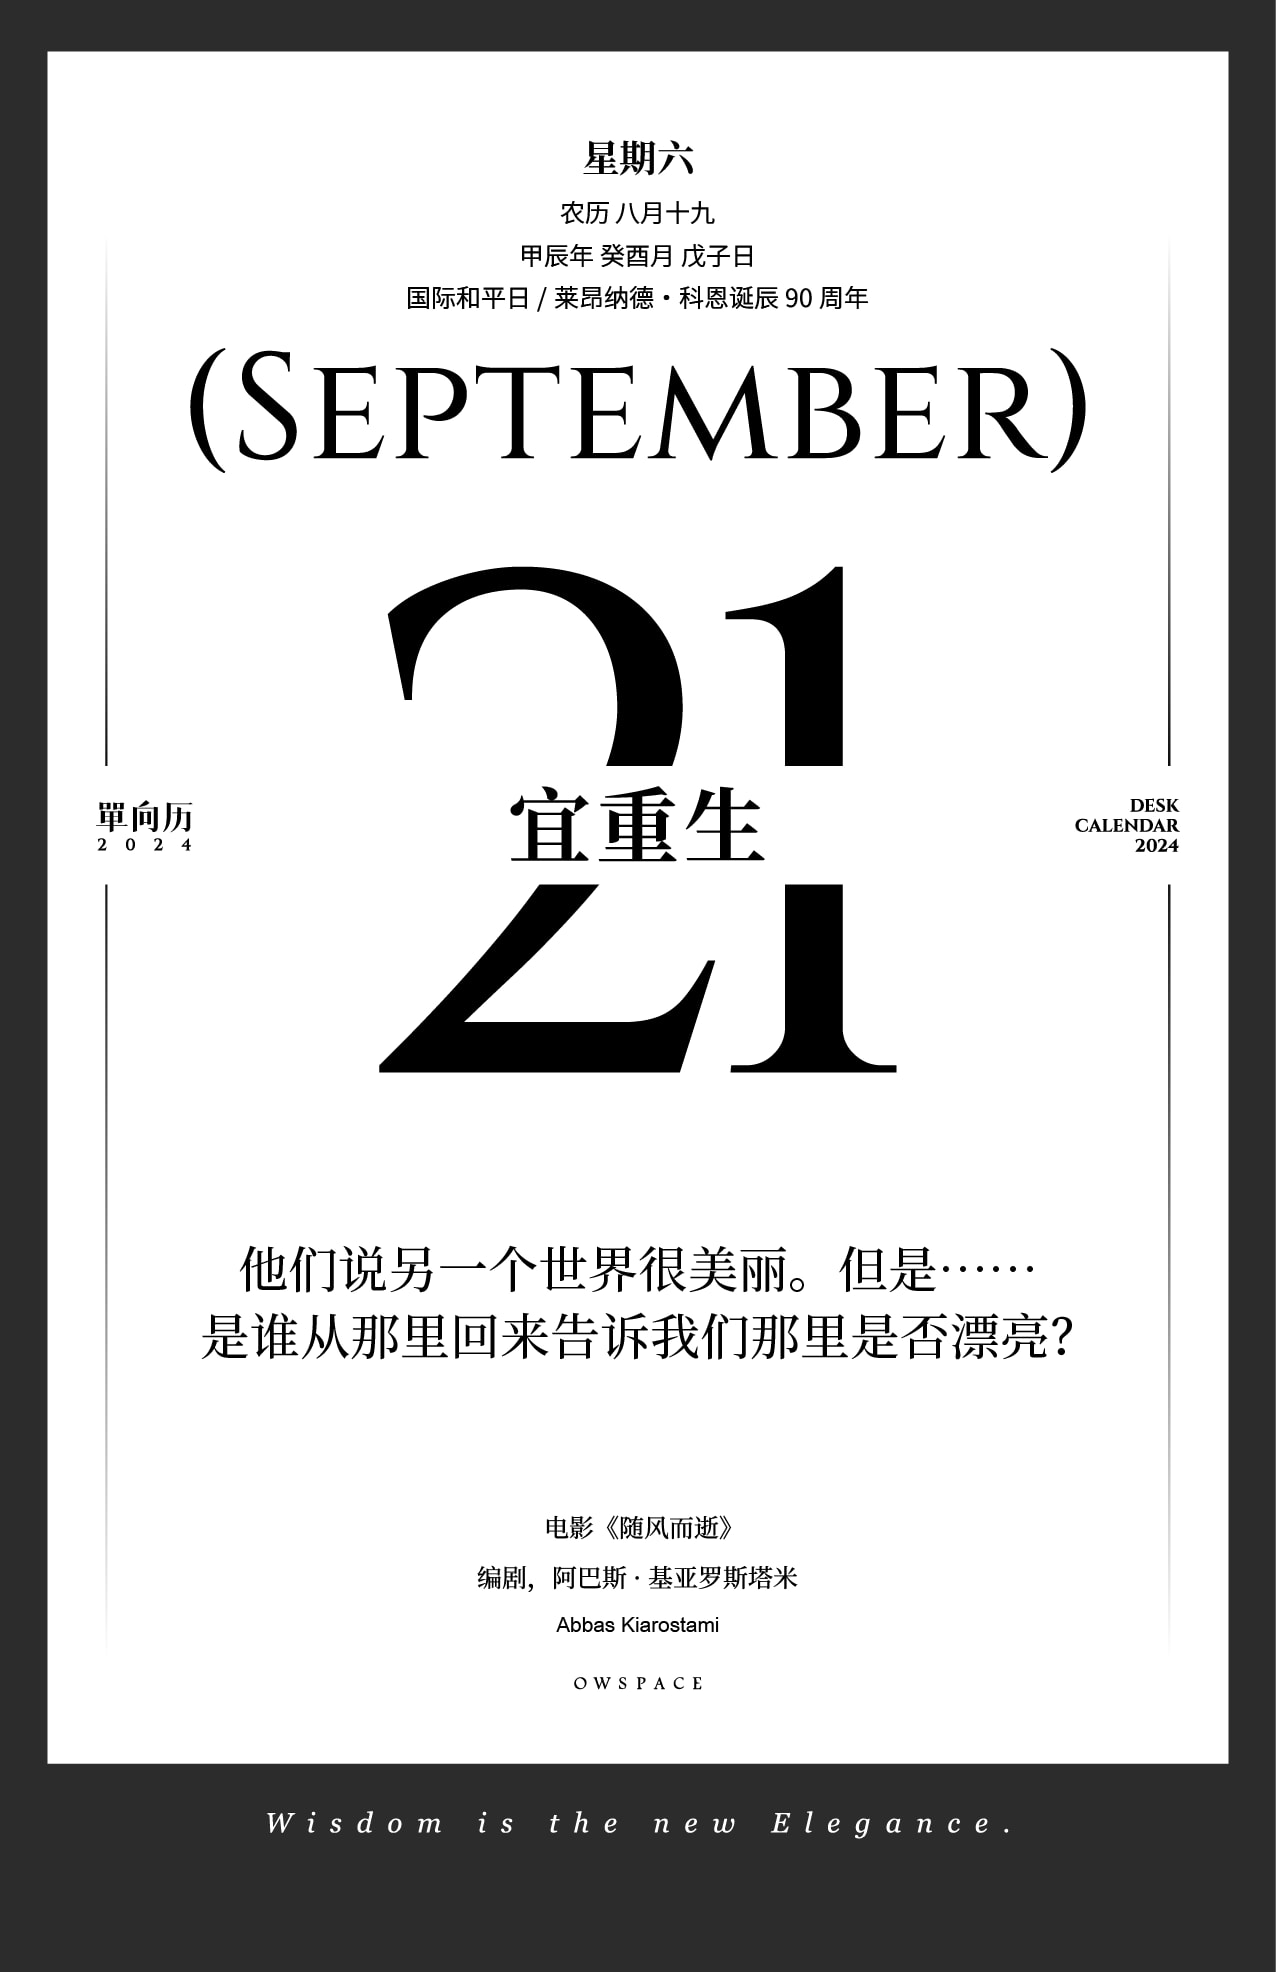 星期六
农历 八月十九
甲辰年 癸酉月 戊子日
国际和平日 / 莱昂纳德·科恩诞辰 90 周年
(SEPTEMBER)
21
宜重生
單向历
2024
DESK
CALENDAR
2024
他们说另一个世界很美丽。但是……
是谁从那里回来告诉我们那里是否漂亮？
电影《随风而逝》
编剧，阿巴斯 · 基亚罗斯塔米
Abbas Kiarostami
OWSPACE
Wisdom is the new Elegance.